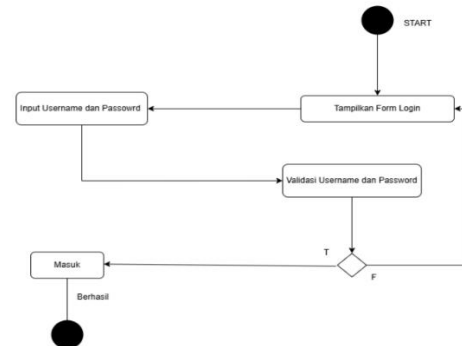 START
Input Username dan Passowrd
Tampilkan Form Login
Validasi Username dan Password
T
Masuk
F
Berhasil